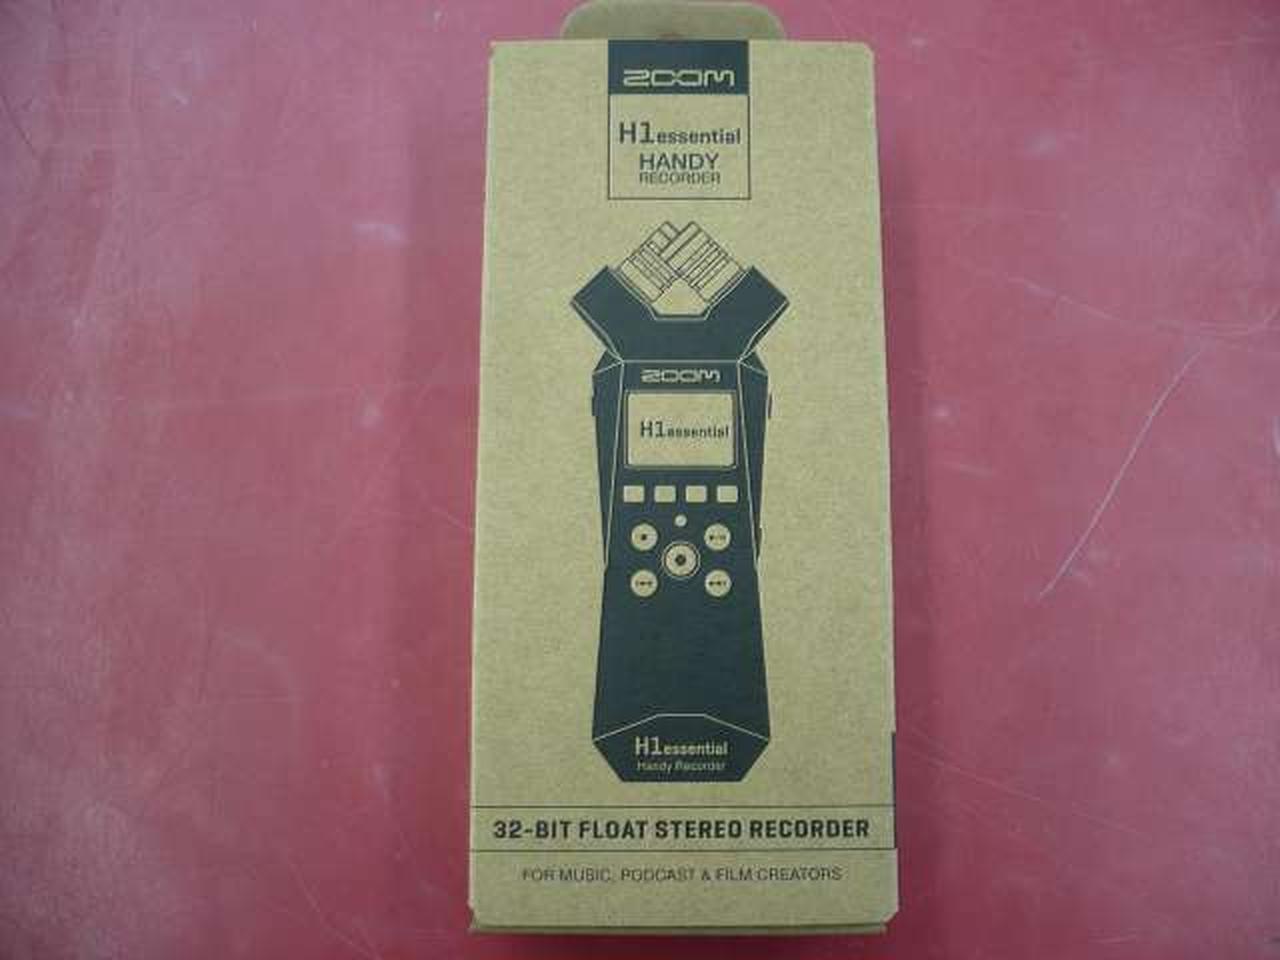 ZOOM
H1essential
HANDY
RECORDER
ZOOM
H1essential
H1essential
Handy Recorder
32-BIT FLOAT STEREO RECORDER
FOR MUSIC, PODCAST & FILM CREATORS